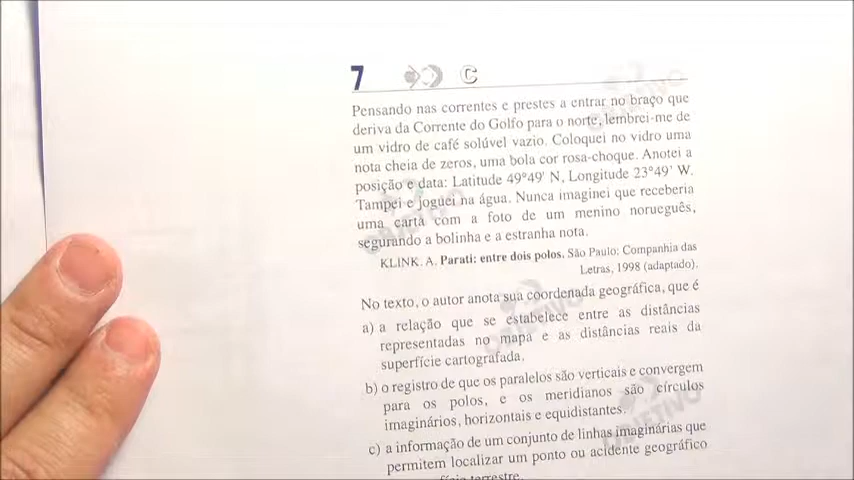 7 C
Pensando nas correntes e prestes a entrar no braço que
deriva da Corrente do Golfo para o norte, lembrei-me de
um vidro de café solúvel vazio. Coloquei no vidro uma
nota cheia de zeros, uma bola cor rosa-choque. Anotei a
posição e data: Latitude 49°49' N, Longitude 23°49' W.
Tampei e joguei na água. Nunca imaginei que receberia
uma carta com a foto de um menino norueguês,
segurando a bolinha e a estranha nota.
KLINK. A. Parati: entre dois polos. São Paulo: Companhia das
Letras, 1998 (adaptado).
No texto, o autor anota sua coordenada geográfica, que é
a) a relação que se estabelece entre as distâncias
representadas no mapa e as distâncias reais da
superfície cartografada.
b) o registro de que os paralelos são verticais e convergem
para os polos, e os meridianos são círculos
imaginários, horizontais e equidistantes.
c) a informação de um conjunto de linhas imaginárias que
permitem localizar um ponto ou acidente geográfico
terrestre.
OBJETIVO
OBJETIVO
OBJETIVO
OBJETIVO